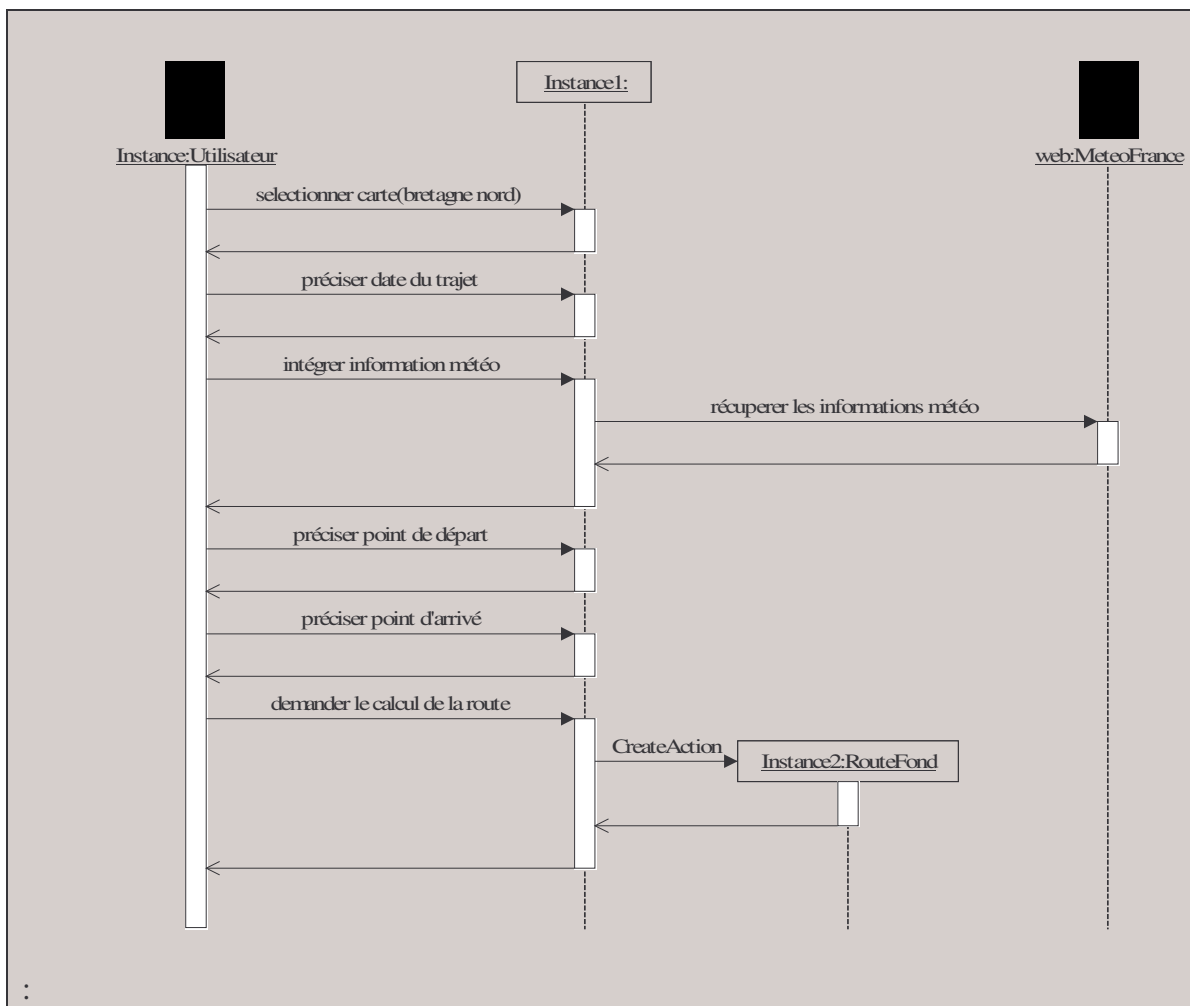 Instance1:
Instance:Utilisateur
web:MeteoFrance
selectionner carte(bretagne nord)
préciser date du trajet
intégrer information météo
récuperer les informations météo
préciser point de départ
préciser point d'arrivé
demander le calcul de la route
CreateAction
Instance2:RouteFond
: